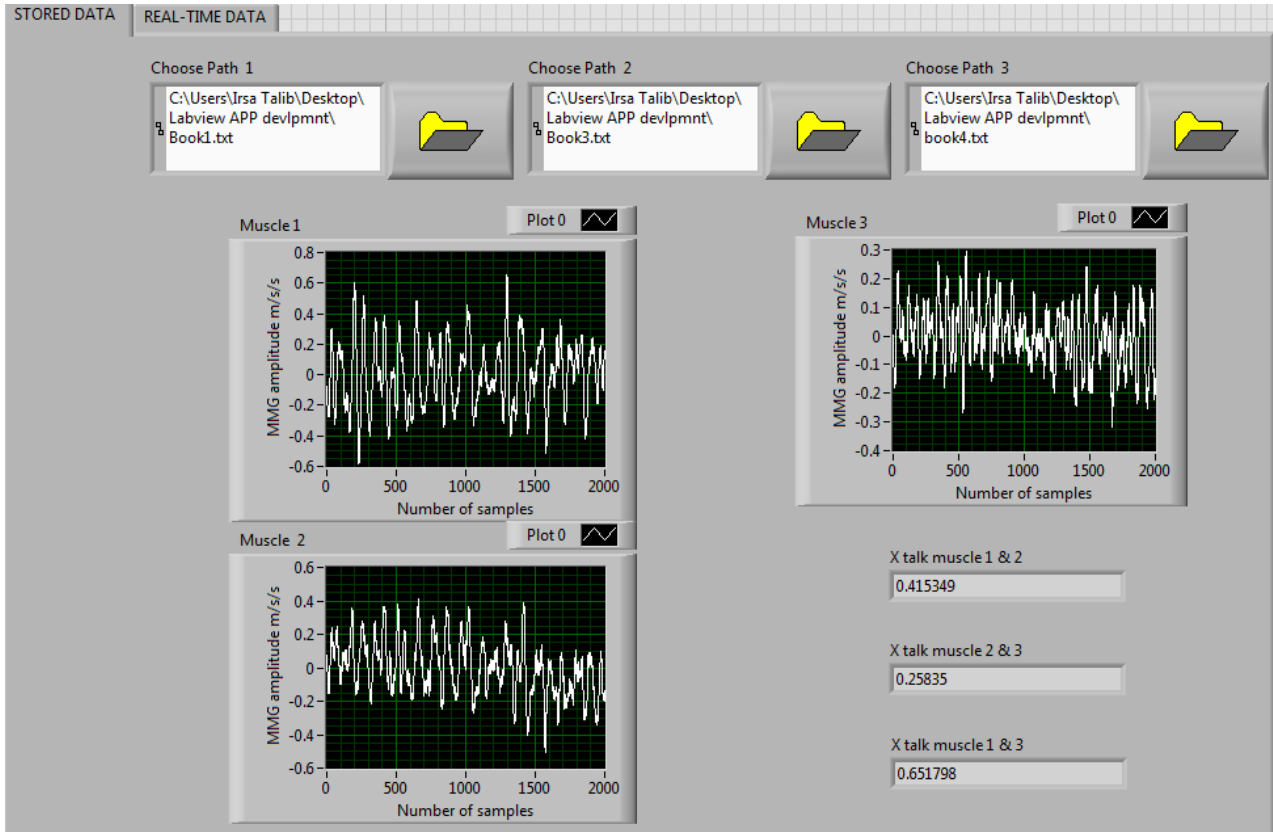 STORED DATA
REAL-TIME DATA
Choose Path 1
C:\Users\Irsa Talib\Desktop\
Labview APP devlpmnt\
Book1.txt
Choose Path 2
C:\Users\Irsa Talib\Desktop\
Labview APP devlpmnt\
Book3.txt
Choose Path 3
C:\Users\Irsa Talib\Desktop\
Labview APP devlpmnt\
book4.txt
Muscle 1
Plot 0
MMG amplitude m/s/s
0.8
0.6
0.4
0.2
0
-0.2
-0.4
-0.6
0
500
1000
1500
2000
Number of samples
Muscle 3
Plot 0
MMG amplitude m/s/s
0.3
0.2
0.1
0
-0.1
-0.2
-0.3
-0.4
0
500
1000
1500
2000
Number of samples
Muscle 2
Plot 0
MMG amplitude m/s/s
0.6
0.4
0.2
0
-0.2
-0.4
-0.6
0
500
1000
1500
2000
Number of samples
X talk muscle 1 & 2
0.415349
X talk muscle 2 & 3
0.25835
X talk muscle 1 & 3
0.651798